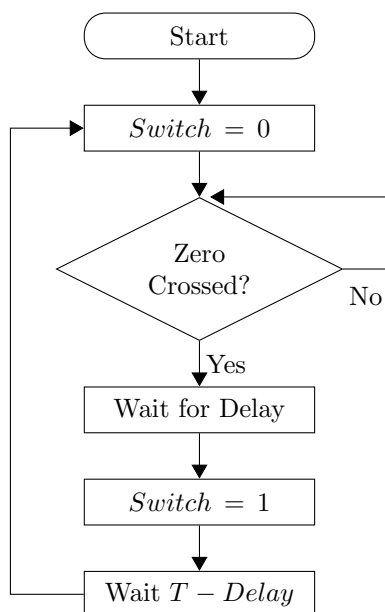 Start
Switch = 0
Zero
Crossed?
No
Yes
Wait for Delay
Switch = 1
Wait T − Delay